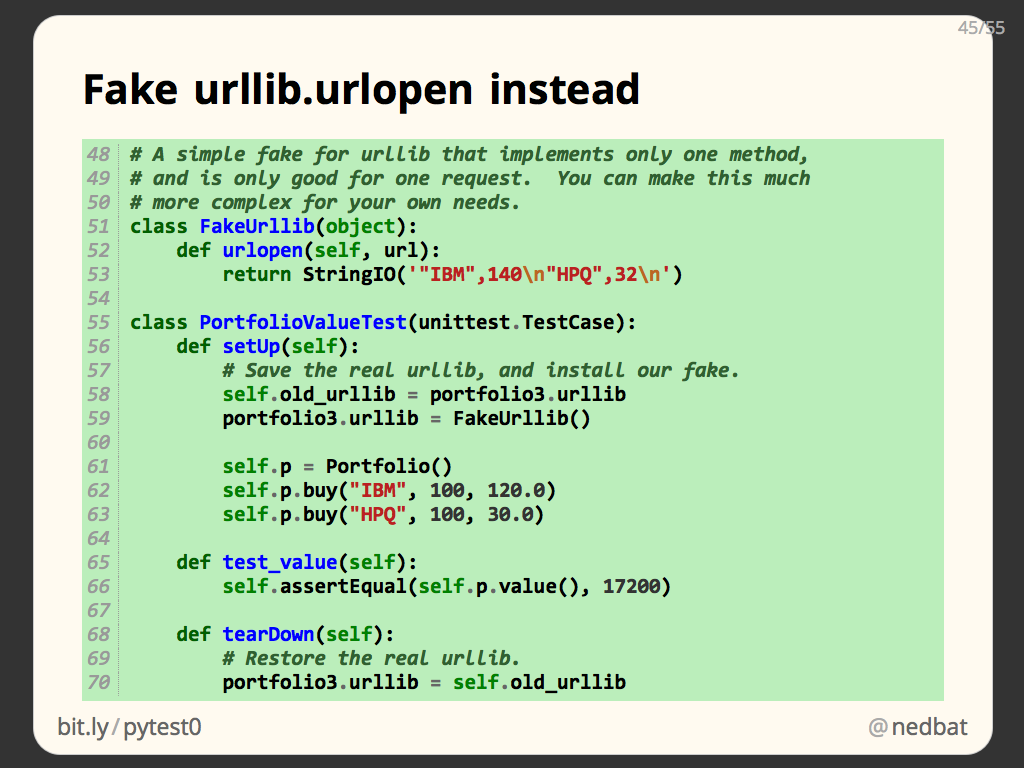 45/55
Fake urllib.urlopen instead
48 # A simple fake for urllib that implements only one method,
49 # and is only good for one request.  You can make this much
50 # more complex for your own needs.
51 class FakeUrllib(object):
52     def urlopen(self, url):
53         return StringIO('"IBM",140\n"HPQ",32\n')
54
55 class PortfolioValueTest(unittest.TestCase):
56     def setUp(self):
57         # Save the real urllib, and install our fake.
58         self.old_urllib = portfolio3.urllib
59         portfolio3.urllib = FakeUrllib()
60
61         self.p = Portfolio()
62         self.p.buy("IBM", 100, 120.0)
63         self.p.buy("HPQ", 100, 30.0)
64
65     def test_value(self):
66         self.assertEqual(self.p.value(), 17200)
67
68     def tearDown(self):
69         # Restore the real urllib.
70         portfolio3.urllib = self.old_urllib
bit.ly/pytest0 @nedbat